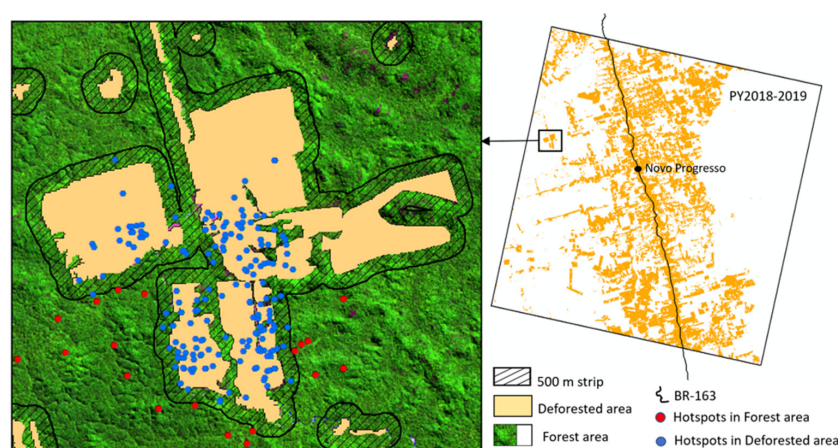 PY2018-2019
Novo Progresso
500 m strip
Deforested area
Forest area
BR-163
Hotspots in Forest area
Hotspots in Deforested area